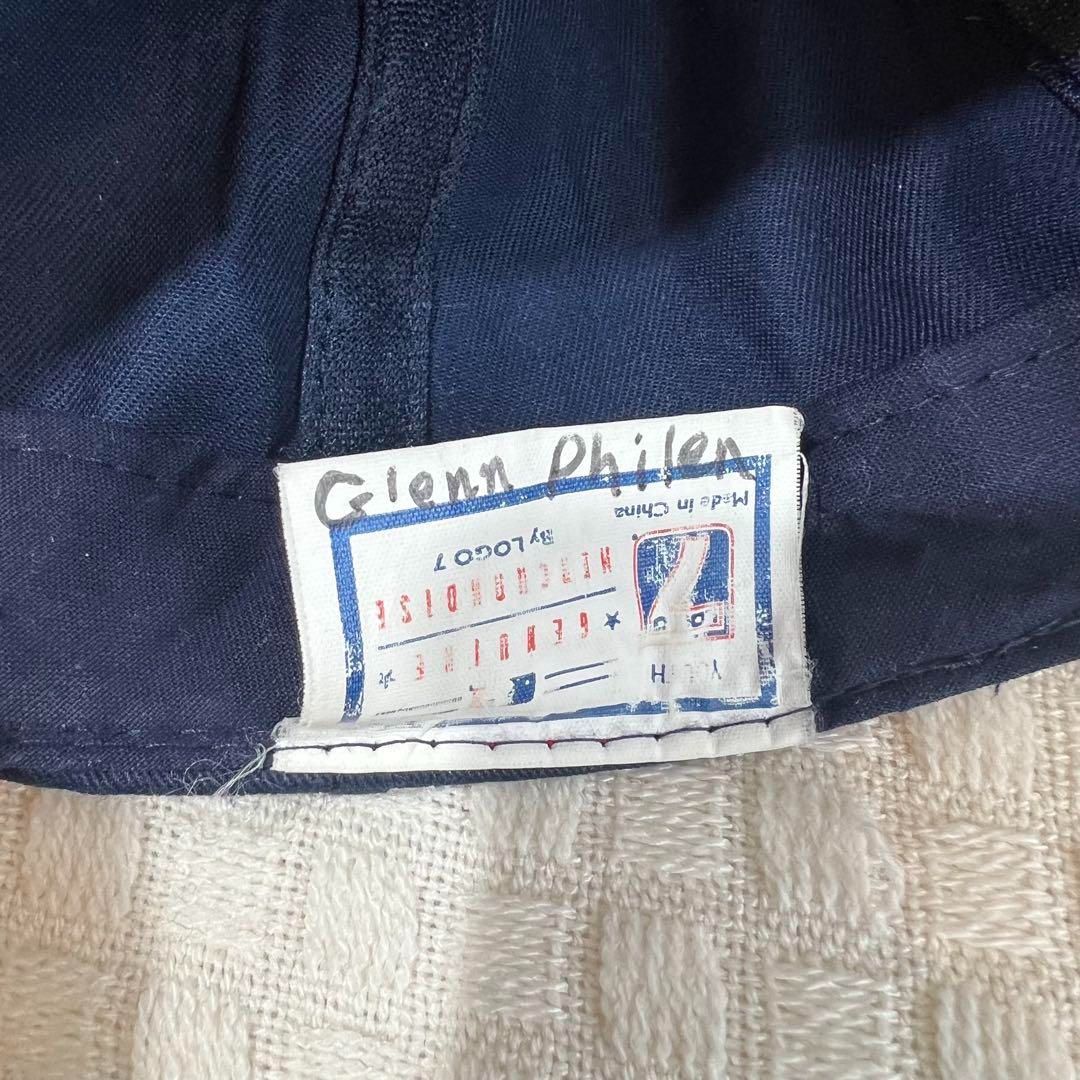 Glenn Philen
YOUTH
★ GENUINE
MERCHANDISE
By LOGO 7
Made in China